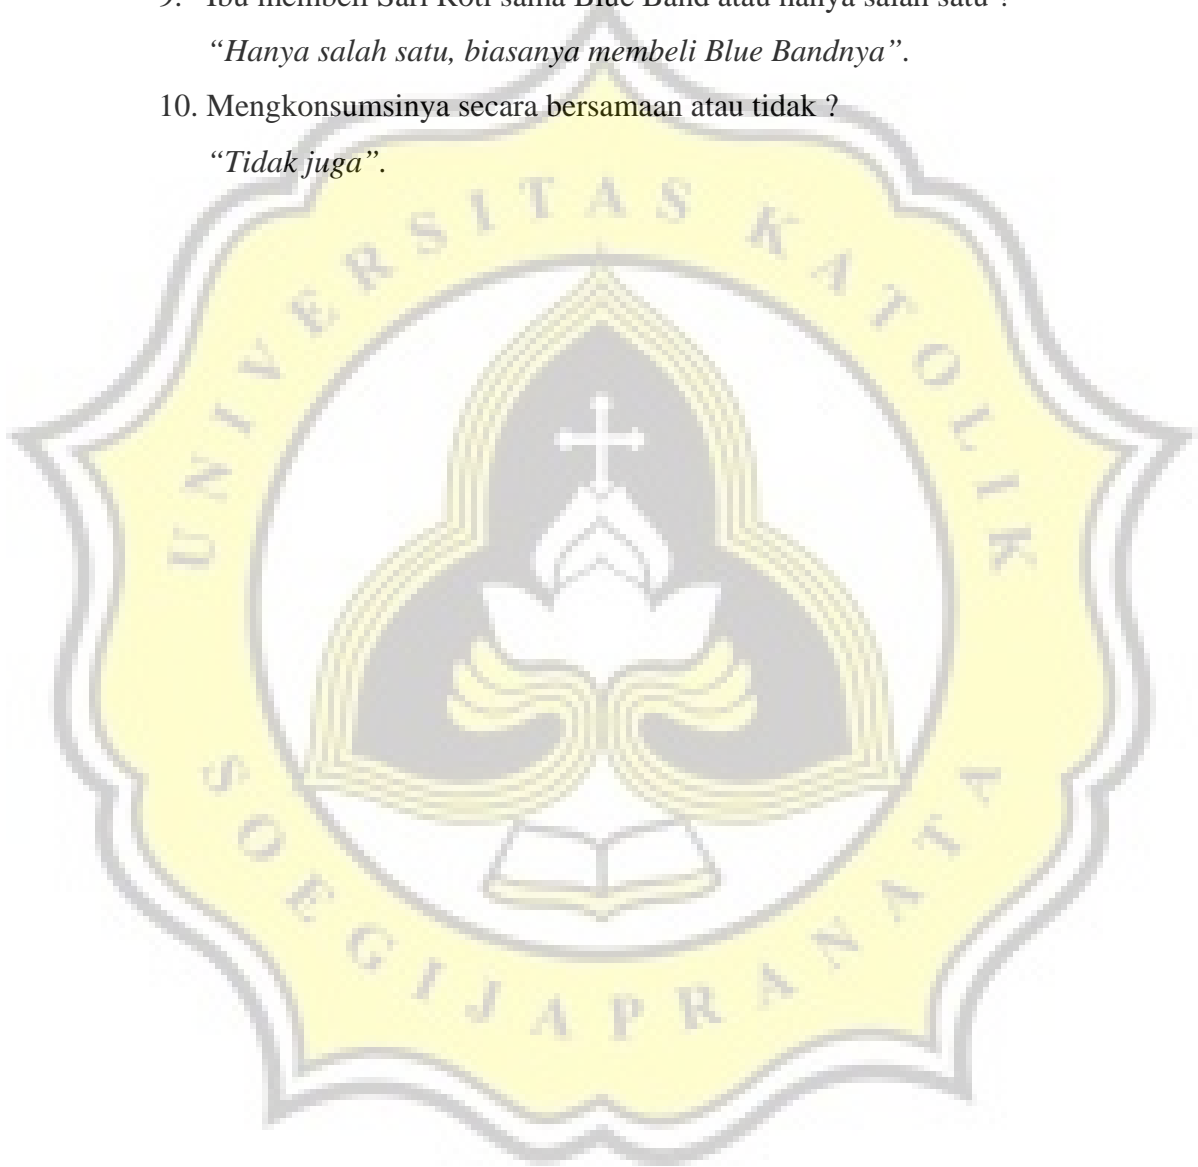 9. Ibu membeli Sari Roti sama Blue Band atau hanya salah satu ?
“Hanya salah satu, biasanya membeli Blue Bandnya”.
10. Mengkonsumsinya secara bersamaan atau tidak ?
“Tidak juga”.
UNIVERSITAS KATOLIK
SOEGIJAPRANATA